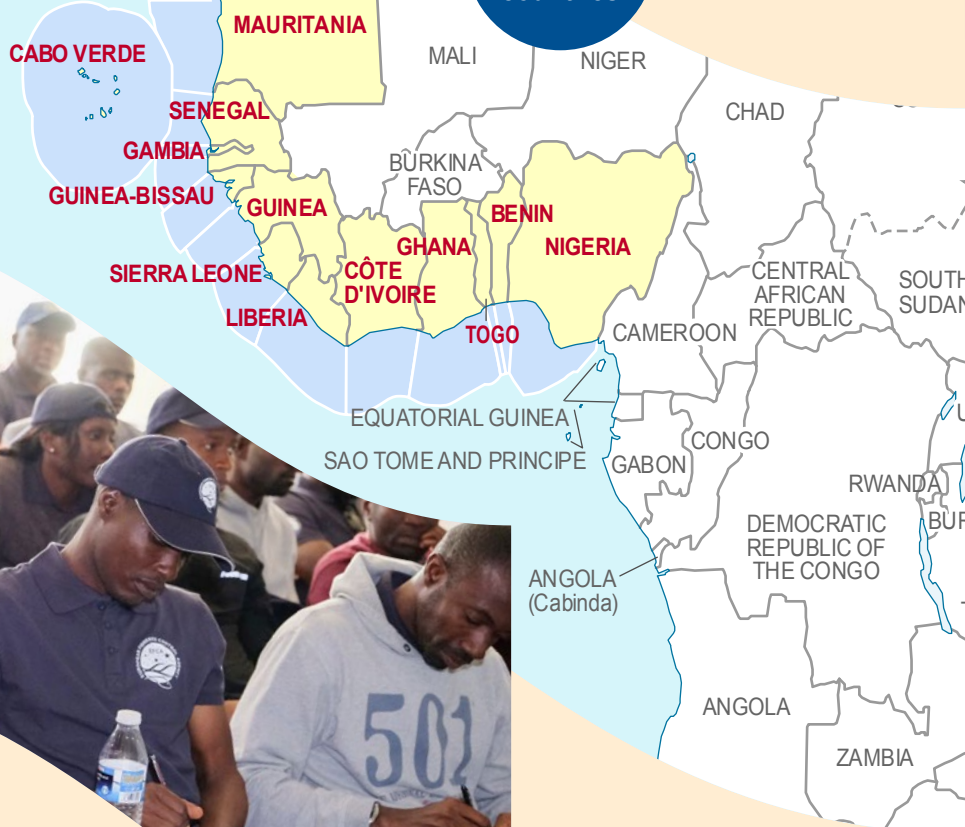 MAURITANIA
CABO VERDE
MALI
NIGER
CHAD
SENEGAL
GAMBIA
BURKINA
FASO
GUINEA-BISSAU
GUINEA
BENIN
GHANA
NIGERIA
SIERRA LEONE
CÔTE
D'IVOIRE
CENTRAL
AFRICAN
REPUBLIC
SOUTH
SUDAN
LIBERIA
TOGO
CAMEROON
EQUATORIAL GUINEA
SAO TOME AND PRINCIPE
CONGO
GABON
RWANDA
DEMOCRATIC
REPUBLIC OF
THE CONGO
BUR
ANGOLA
(Cabinda)
ANGOLA
ZAMBIA
501